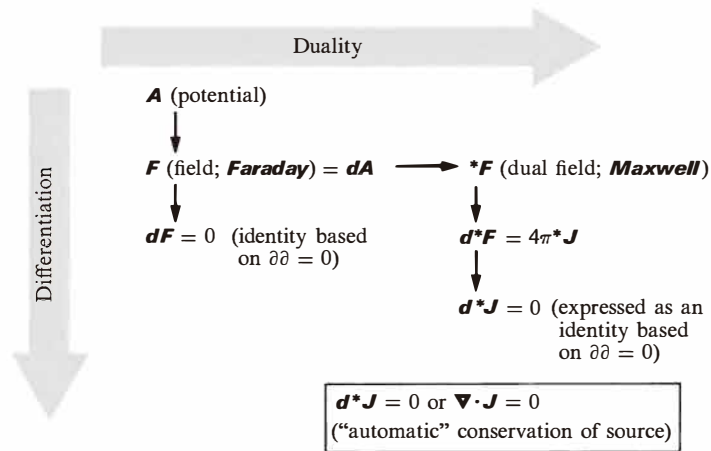 Duality
Differentiation
A (potential)
F (field; Faraday) = dA
*F (dual field; Maxwell)
dF = 0 (identity based
on ∂∂ = 0)
d*F = 4π*J
d*J = 0 (expressed as an
identity based
on ∂∂ = 0)
d*J = 0 or ∇·J = 0
("automatic" conservation of source)